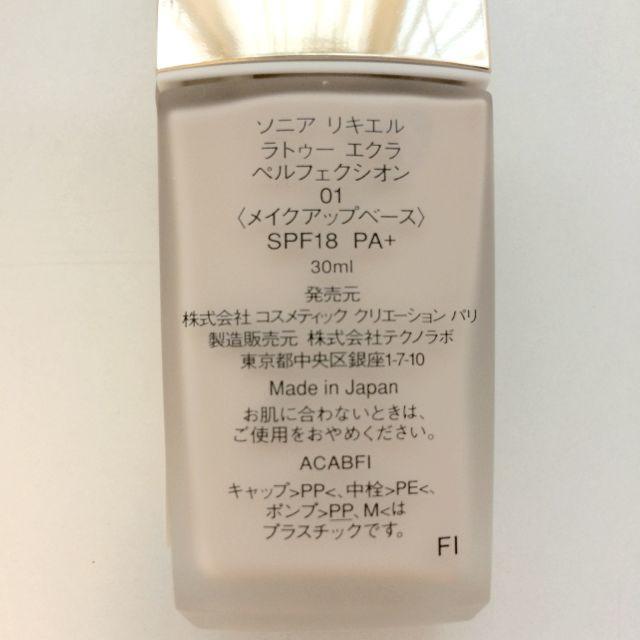 ソニア リキエル
ラトゥー エクラ
ペルフェクシオン
01
〈メイクアップベース〉
SPF18 PA+
30ml
発売元
株式会社 コスメティック クリエーション パリ
製造販売元 株式会社テクノラボ
東京都中央区銀座1-7-10
Made in Japan
お肌に合わないときは、
ご使用をおやめください。
ACABFI
キャップ>PP<、中栓>PE<、
ポンプ>PP、M<は
プラスチックです。
FI